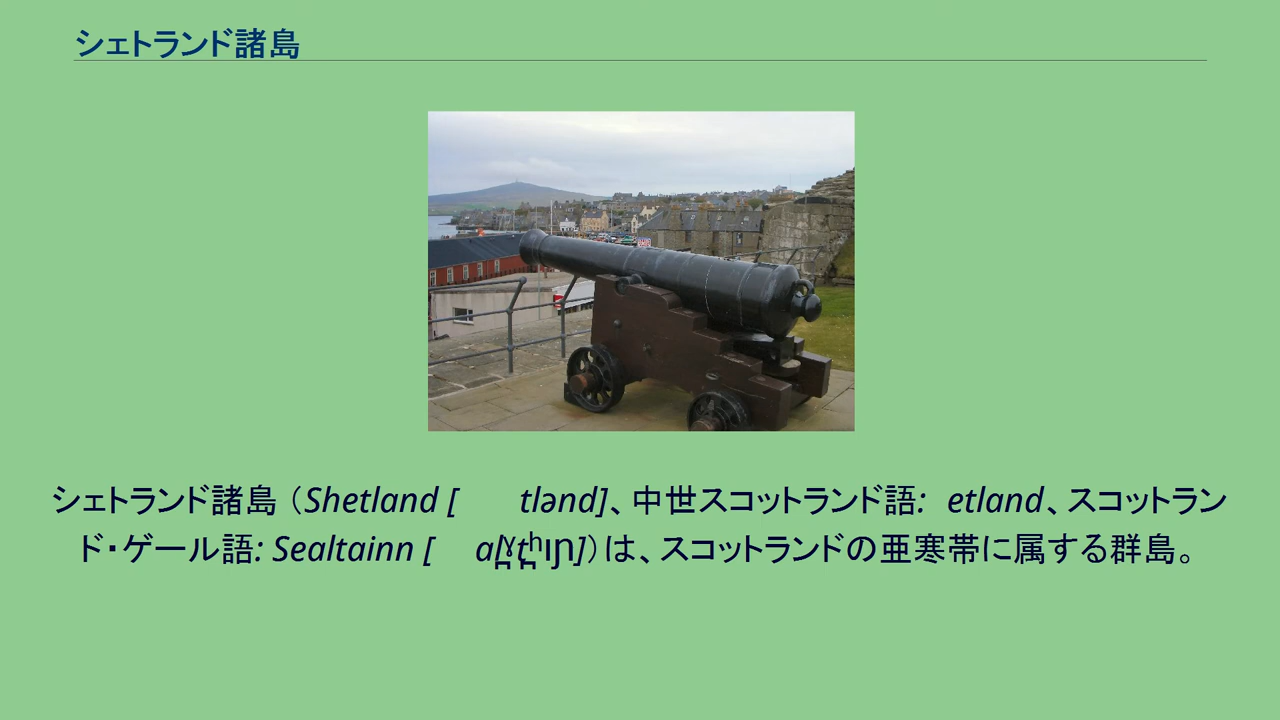 シェトランド諸島
シェトランド諸島（Shetland [ tlənd]、中世スコットランド語: etland、スコットラン
ド・ゲール語: Sealtainn [ al̪ˠt̪ʰɪɲ]）は、スコットランドの亜寒帯に属する群島。